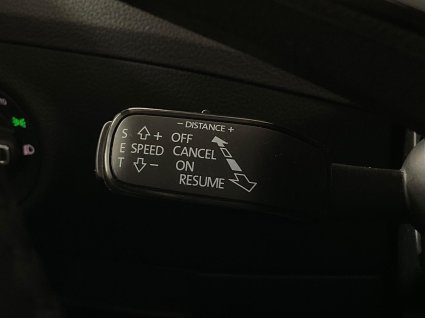 − DISTANCE +
S + OFF
E SPEED CANCEL
T − ON
RESUME